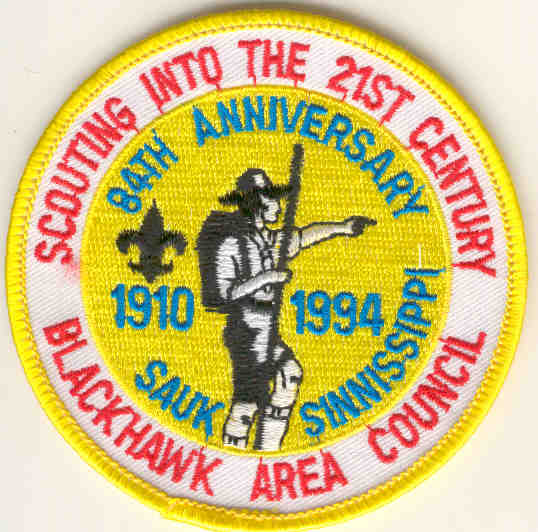 SCOUTING INTO THE 21ST CENTURY
84TH ANNIVERSARY
1910 1994
SAUK SINNISSIPPI
BLACKHAWK AREA COUNCIL